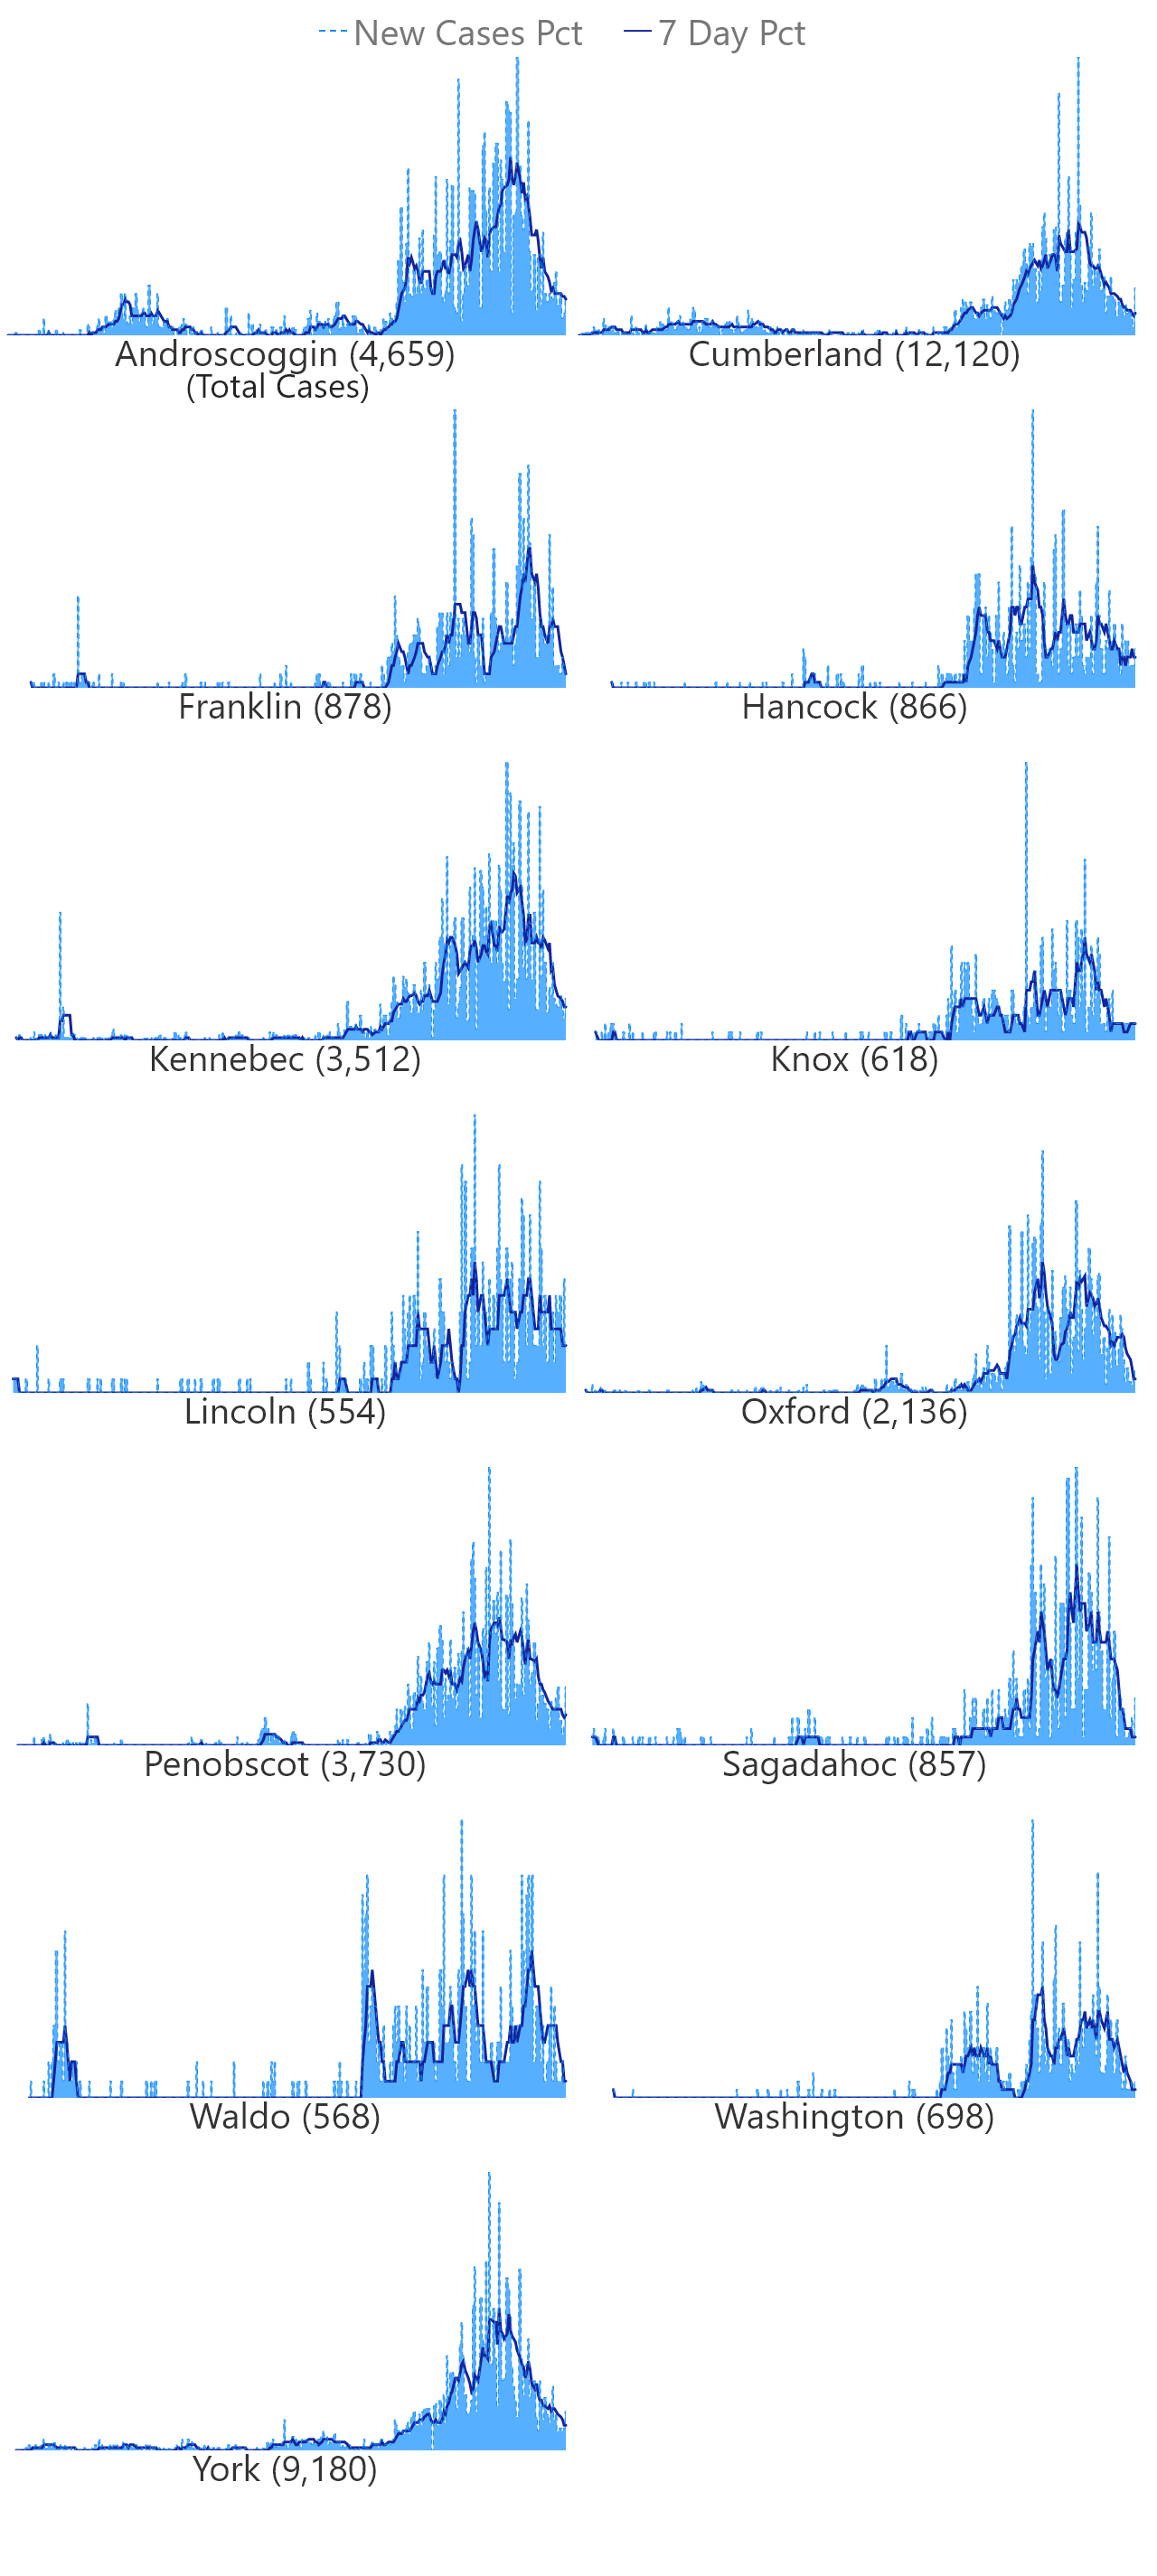 New Cases Pct 7 Day Pct
Androscoggin (4,659) Cumberland (12,120)
(Total Cases)
Franklin (878) Hancock (866)
Kennebec (3,512) Knox (618)
Lincoln (554) Oxford (2,136)
Penobscot (3,730) Sagadahoc (857)
Waldo (568) Washington (698)
York (9,180)